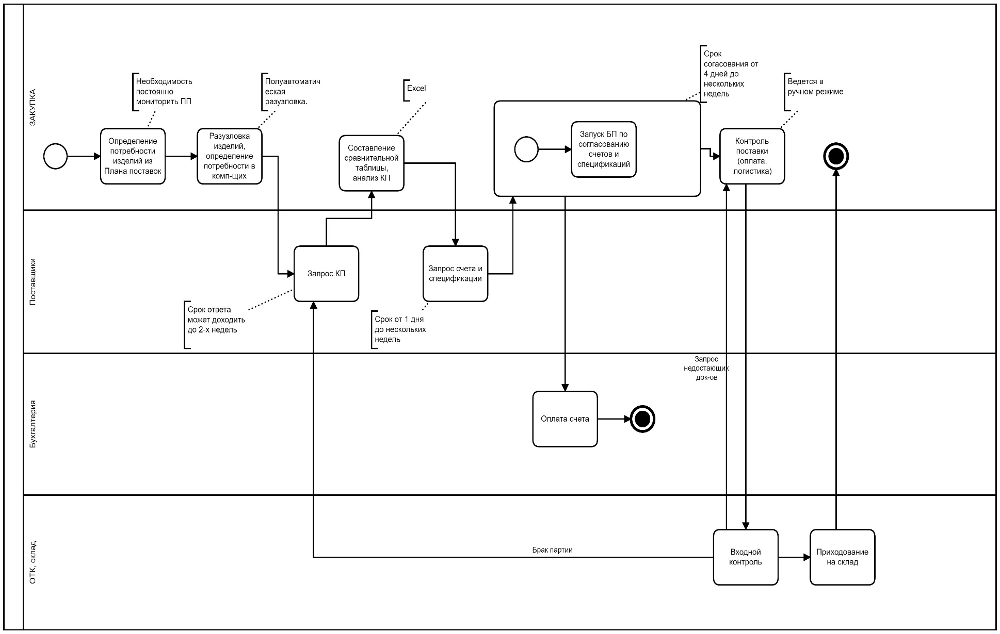 ЗАКУПКА
Необходимость
постоянно
мониторить ПП
Полуавтоматич
еская
разузловка.
Excel
Срок
согасования от
4 дней до
нескольких
недель
Ведется в
ручном режиме
Определение
потребности
изделий из
Плана поставок
Разузловка
изделий,
определение
потребности в
комп-щих
Составление
сравнительной
таблицы,
анализ КП
Запуск БП по
согласованию
счетов и
спецификаций
Контроль
поставки
(оплата,
логистика)
Поставщики
Запрос КП
Запрос счета и
спецификации
Срок ответа
может доходить
до 2-х недель
Срок от 1 дня
до нескольких
недель
Бухгалтерия
Запрос
недостающих
док-ов
Оплата счета
ОТК, склад
Брак партии
Входной
контроль
Приходование
на склад